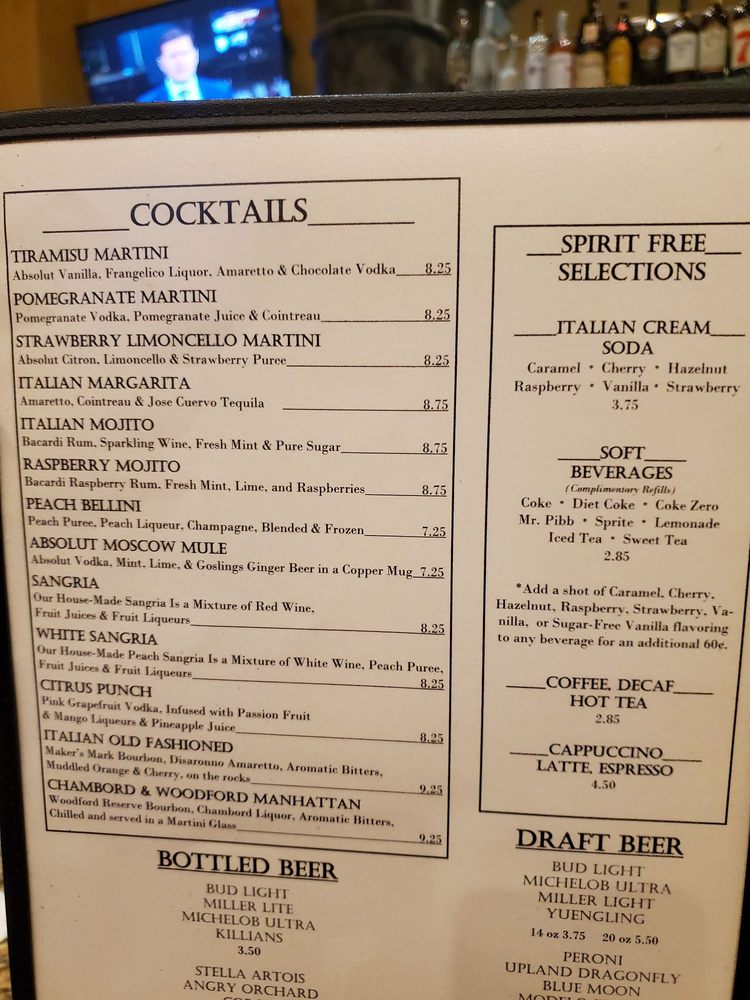 COCKTAILS
TIRAMISU MARTINI
Absolut Vanilla, Frangelico Liquor, Amaretto & Chocolate Vodka 8.25
POMEGRANATE MARTINI
Pomegranate Vodka, Pomegranate Juice & Cointreau 8.25
STRAWBERRY LIMONCELLO MARTINI
Absolut Citron, Limoncello & Strawberry Puree 8.25
ITALIAN MARGARITA
Amaretto, Cointreau & Jose Cuervo Tequila 8.75
ITALIAN MOJITO
Bacardi Rum, Sparkling Wine, Fresh Mint & Pure Sugar 8.75
RASPBERRY MOJITO
Bacardi Raspberry Rum, Fresh Mint, Lime, and Raspberries 8.75
PEACH BELLINI
Peach Puree, Peach Liqueur, Champagne, Blended & Frozen 7.25
ABSOLUT MOSCOW MULE
Absolut Vodka, Mint, Lime, & Goslings Ginger Beer in a Copper Mug 7.25
SANGRIA
Our House-Made Sangria Is a Mixture of Red Wine,
Fruit Juices & Fruit Liqueurs 8.25
WHITE SANGRIA
Our House-Made Peach Sangria Is a Mixture of White Wine, Peach Puree,
Fruit Juices & Fruit Liqueurs 8.25
CITRUS PUNCH
Pink Grapefruit Vodka, Infused with Passion Fruit
& Mango Liqueurs & Pineapple Juice 8.25
ITALIAN OLD FASHIONED
Maker's Mark Bourbon, Disaronno Amaretto, Aromatic Bitters,
Muddled Orange & Cherry, on the rocks 9.25
CHAMBORD & WOODFORD MANHATTAN
Woodford Reserve Bourbon, Chambord Liquor, Aromatic Bitters,
Chilled and served in a Martini Glass 9.25
BOTTLED BEER
BUD LIGHT
MILLER LITE
MICHELOB ULTRA
KILLIANS
3.50
STELLA ARTOIS
ANGRY ORCHARD
SPIRIT FREE
SELECTIONS
ITALIAN CREAM
SODA
Caramel * Cherry * Hazelnut
Raspberry * Vanilla * Strawberry
3.75
SOFT
BEVERAGES
(Complimentary Refills)
Coke * Diet Coke * Coke Zero
Mr. Pibb * Sprite * Lemonade
Iced Tea * Sweet Tea
2.85
*Add a shot of Caramel, Cherry,
Hazelnut, Raspberry, Strawberry, Va-
nilla, or Sugar-Free Vanilla flavoring
to any beverage for an additional 60¢.
COFFEE, DECAF
HOT TEA
2.85
CAPPUCCINO
LATTE, ESPRESSO
4.50
DRAFT BEER
BUD LIGHT
MICHELOB ULTRA
MILLER LIGHT
YUENGLING
14 oz 3.75 20 oz 5.50
PERONI
UPLAND DRAGONFLY
BLUE MOON